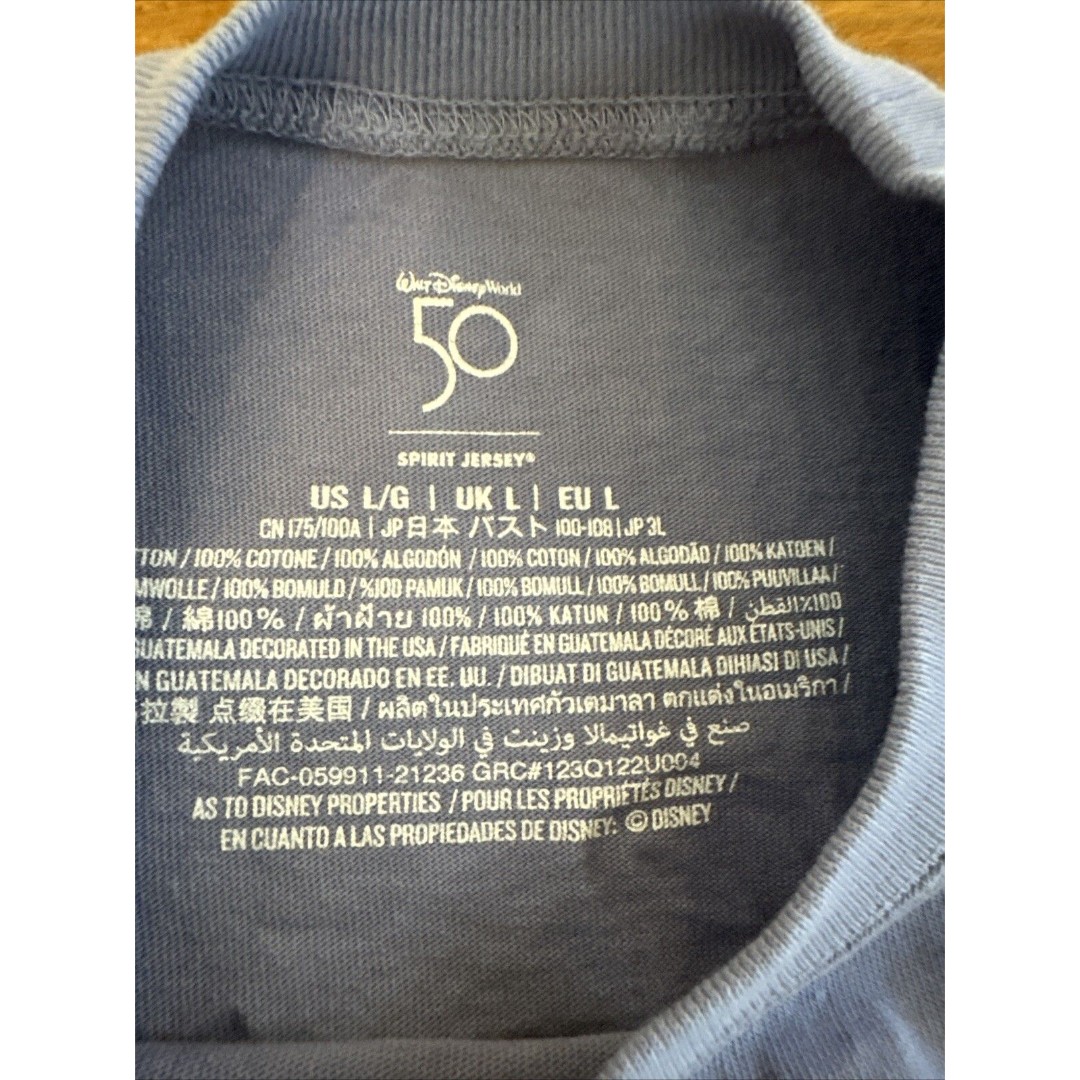 Walt Disney World
50
SPIRIT JERSEY®
US L/G | UK L | EU L
CN 175/100A | JP 日本 バスト 100-108 | JP 3L
TTON / 100% COTONE / 100% ALGODÓN / 100% COTON / 100% ALGODÃO / 100% KATOEN /
MWOLLE / 100% BOMULD / %100 PAMUK / 100% BOMULL / 100% BOMULL / 100% PUUVILLAA /
棉 / 綿100% / ผ้าฝ้าย 100% / 100% KATUN / 100% 棉 / القطن٪100
GUATEMALA DECORATED IN THE USA / FABRIQUÉ EN GUATEMALA DÉCORÉ AUX ÉTATS-UNIS /
N GUATEMALA DECORADO EN EE. UU. / DIBUAT DI GUATEMALA DIHIASI DI USA /
拉製 点缀在美国 / ผลิตในประเทศกัวเตมาลา ตกแต่งในอเมริกา /
صنع في غواتيمالا وزينت في الولايات المتحدة الأمريكية
FAC-059911-21236 GRC#123Q122U004
AS TO DISNEY PROPERTIES / POUR LES PROPRIÉTÉS DISNEY /
EN CUANTO A LAS PROPIEDADES DE DISNEY: © DISNEY